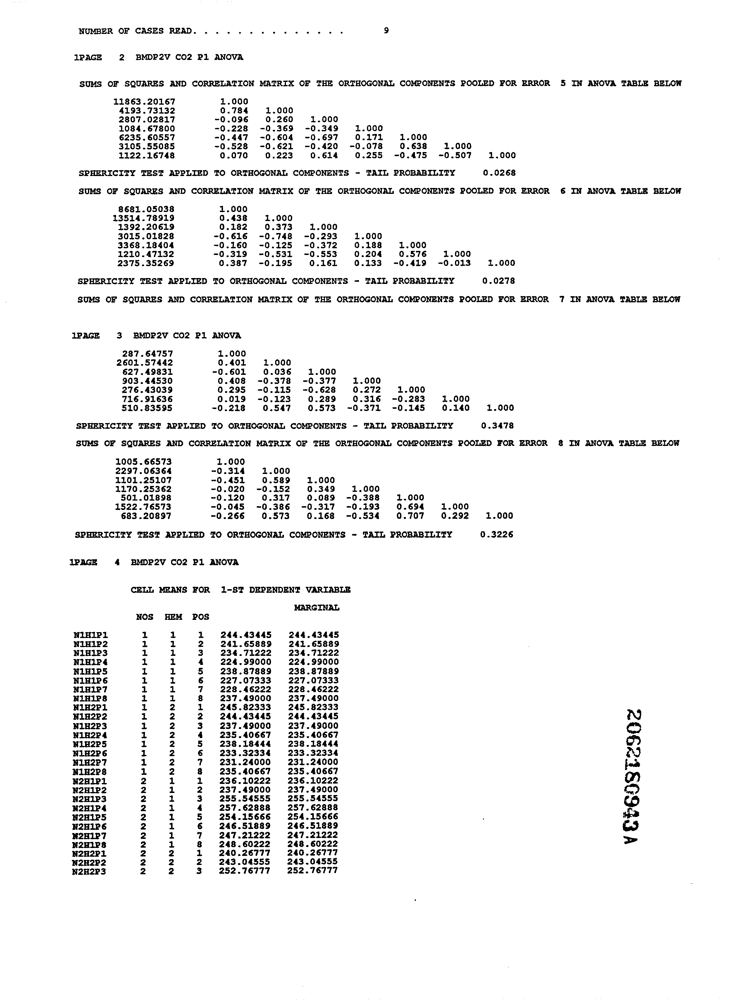 NUMBER OF CASES READ. . . . . . . . . . . . . . . 9
1PAGE 2 BMDP2V CO2 P1 ANOVA
SUMS OF SQUARES AND CORRELATION MATRIX OF THE ORTHOGONAL COMPONENTS POOLED FOR ERROR 5 IN ANOVA TABLE BELOW
11863.20167 1.000
4193.73132 0.784 1.000
2807.02817 -0.096 0.260 1.000
1084.67800 -0.228 -0.369 -0.349 1.000
6235.60557 -0.447 -0.604 -0.697 0.171 1.000
3105.55085 -0.528 -0.621 -0.420 -0.078 0.638 1.000
1122.16748 0.070 0.223 0.614 0.255 -0.475 -0.507 1.000
SPHERICITY TEST APPLIED TO ORTHOGONAL COMPONENTS - TAIL PROBABILITY 0.0268
SUMS OF SQUARES AND CORRELATION MATRIX OF THE ORTHOGONAL COMPONENTS POOLED FOR ERROR 6 IN ANOVA TABLE BELOW
8681.05038 1.000
13514.78919 0.438 1.000
1392.20619 0.182 0.373 1.000
3015.01828 -0.616 -0.748 -0.293 1.000
3368.18404 -0.160 -0.125 -0.372 0.188 1.000
1210.47132 -0.319 -0.531 -0.553 0.204 0.576 1.000
2375.35269 0.387 -0.195 0.161 0.133 -0.419 -0.013 1.000
SPHERICITY TEST APPLIED TO ORTHOGONAL COMPONENTS - TAIL PROBABILITY 0.0278
SUMS OF SQUARES AND CORRELATION MATRIX OF THE ORTHOGONAL COMPONENTS POOLED FOR ERROR 7 IN ANOVA TABLE BELOW
1PAGE 3 BMDP2V CO2 P1 ANOVA
287.64757 1.000
2601.57442 0.401 1.000
627.49831 -0.601 0.036 1.000
903.44530 0.408 -0.378 -0.377 1.000
276.43039 0.295 -0.115 -0.628 0.272 1.000
716.91636 0.019 -0.123 0.289 0.316 -0.283 1.000
510.83595 -0.218 0.547 0.573 -0.371 -0.145 0.140 1.000
SPHERICITY TEST APPLIED TO ORTHOGONAL COMPONENTS - TAIL PROBABILITY 0.3478
SUMS OF SQUARES AND CORRELATION MATRIX OF THE ORTHOGONAL COMPONENTS POOLED FOR ERROR 8 IN ANOVA TABLE BELOW
1005.66573 1.000
2297.06364 -0.314 1.000
1101.25107 -0.451 0.589 1.000
1170.25362 -0.020 -0.152 0.349 1.000
501.01898 -0.120 0.317 0.089 -0.388 1.000
1522.76573 -0.045 -0.386 -0.317 -0.193 0.694 1.000
683.20897 -0.266 0.573 0.168 -0.534 0.707 0.292 1.000
SPHERICITY TEST APPLIED TO ORTHOGONAL COMPONENTS - TAIL PROBABILITY 0.3226
1PAGE 4 BMDP2V CO2 P1 ANOVA
CELL MEANS FOR 1-ST DEPENDENT VARIABLE
MARGINAL
NOS HEM POS
N1H1P1 1 1 1 244.43445 244.43445
N1H1P2 1 1 2 241.65889 241.65889
N1H1P3 1 1 3 234.71222 234.71222
N1H1P4 1 1 4 224.99000 224.99000
N1H1P5 1 1 5 238.87889 238.87889
N1H1P6 1 1 6 227.07333 227.07333
N1H1P7 1 1 7 228.46222 228.46222
N1H1P8 1 1 8 237.49000 237.49000
N1H2P1 1 2 1 245.82333 245.82333
N1H2P2 1 2 2 244.43445 244.43445
N1H2P3 1 2 3 237.49000 237.49000
N1H2P4 1 2 4 235.40667 235.40667
N1H2P5 1 2 5 238.18444 238.18444
N1H2P6 1 2 6 233.32334 233.32334
N1H2P7 1 2 7 231.24000 231.24000
N1H2P8 1 2 8 235.40667 235.40667
N2H1P1 2 1 1 236.10222 236.10222
N2H1P2 2 1 2 237.49000 237.49000
N2H1P3 2 1 3 255.54555 255.54555
N2H1P4 2 1 4 257.62888 257.62888
N2H1P5 2 1 5 254.15666 254.15666
N2H1P6 2 1 6 246.51889 246.51889
N2H1P7 2 1 7 247.21222 247.21222
N2H1P8 2 1 8 248.60222 248.60222
N2H2P1 2 2 1 240.26777 240.26777
N2H2P2 2 2 2 243.04555 243.04555
N2H2P3 2 2 3 252.76777 252.76777
2062180943 A